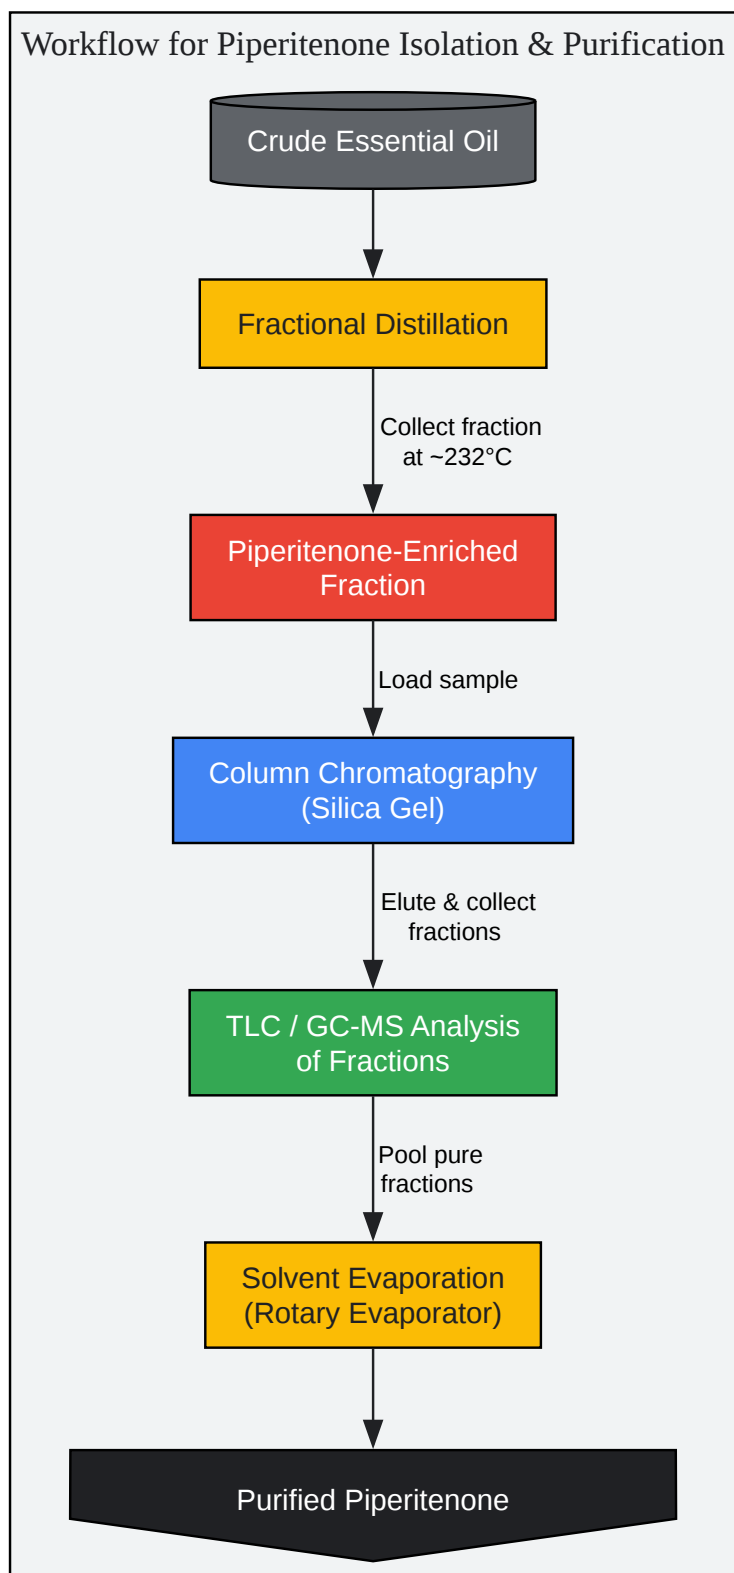 Workflow for Piperitenone Isolation & Purification
Crude Essential Oil
Fractional Distillation
Collect fraction
at ~232°C
Piperitenone-Enriched
Fraction
Load sample
Column Chromatography
(Silica Gel)
Elute & collect
fractions
TLC / GC-MS Analysis
of Fractions
Pool pure
fractions
Solvent Evaporation
(Rotary Evaporator)
Purified Piperitenone